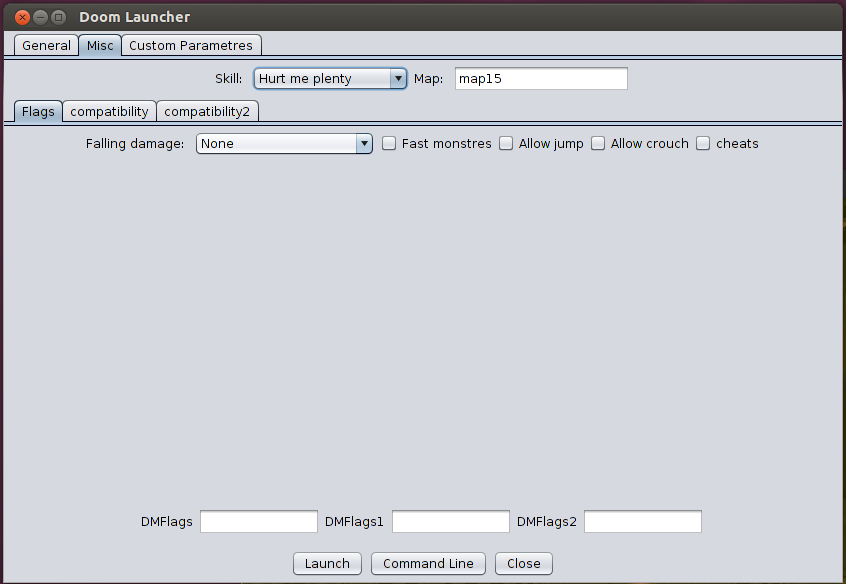 Doom Launcher
General Misc Custom Parametres
Skill: Hurt me plenty Map: map15
Flags compatibility compatibility2
Falling damage: None Fast monstres Allow jump Allow crouch cheats
DMFlags DMFlags1 DMFlags2
Launch Command Line Close